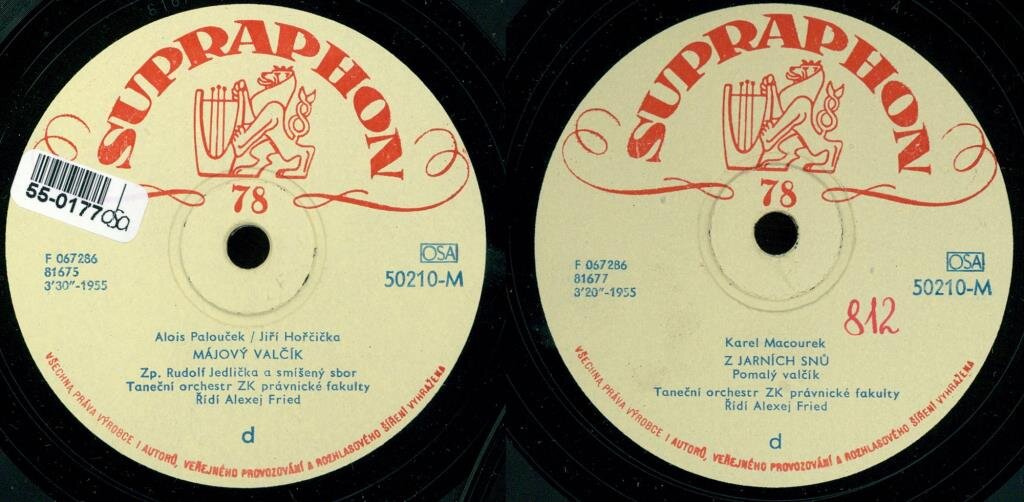 SUPRAPHON
78
55-0177
osa
F 067286
81675
3'30"-1955
OSA
50210-M
Alois Palouček / Jiří Hořčička
MÁJOVÝ VALČÍK
Zp. Rudolf Jedlička a smíšený sbor
Taneční orchestr ZK právnické fakulty
Řídí Alexej Fried
d
VŠECHNA PRÁVA VÝROBCE I AUTORŮ, VEŘEJNÉHO PROVOZOVÁNÍ A ROZHLASOVÉHO ŠÍŘENÍ VYHRAŽENA
SUPRAPHON
78
F 067286
81677
3'20"-1955
OSA
50210-M
812
Karel Macourek
Z JARNÍCH SNŮ
Pomalý valčík
Taneční orchestr ZK právnické fakulty
Řídí Alexej Fried
d
VŠECHNA PRÁVA VÝROBCE I AUTORŮ, VEŘEJNÉHO PROVOZOVÁNÍ A ROZHLASOVÉHO ŠÍŘENÍ VYHRAŽENA